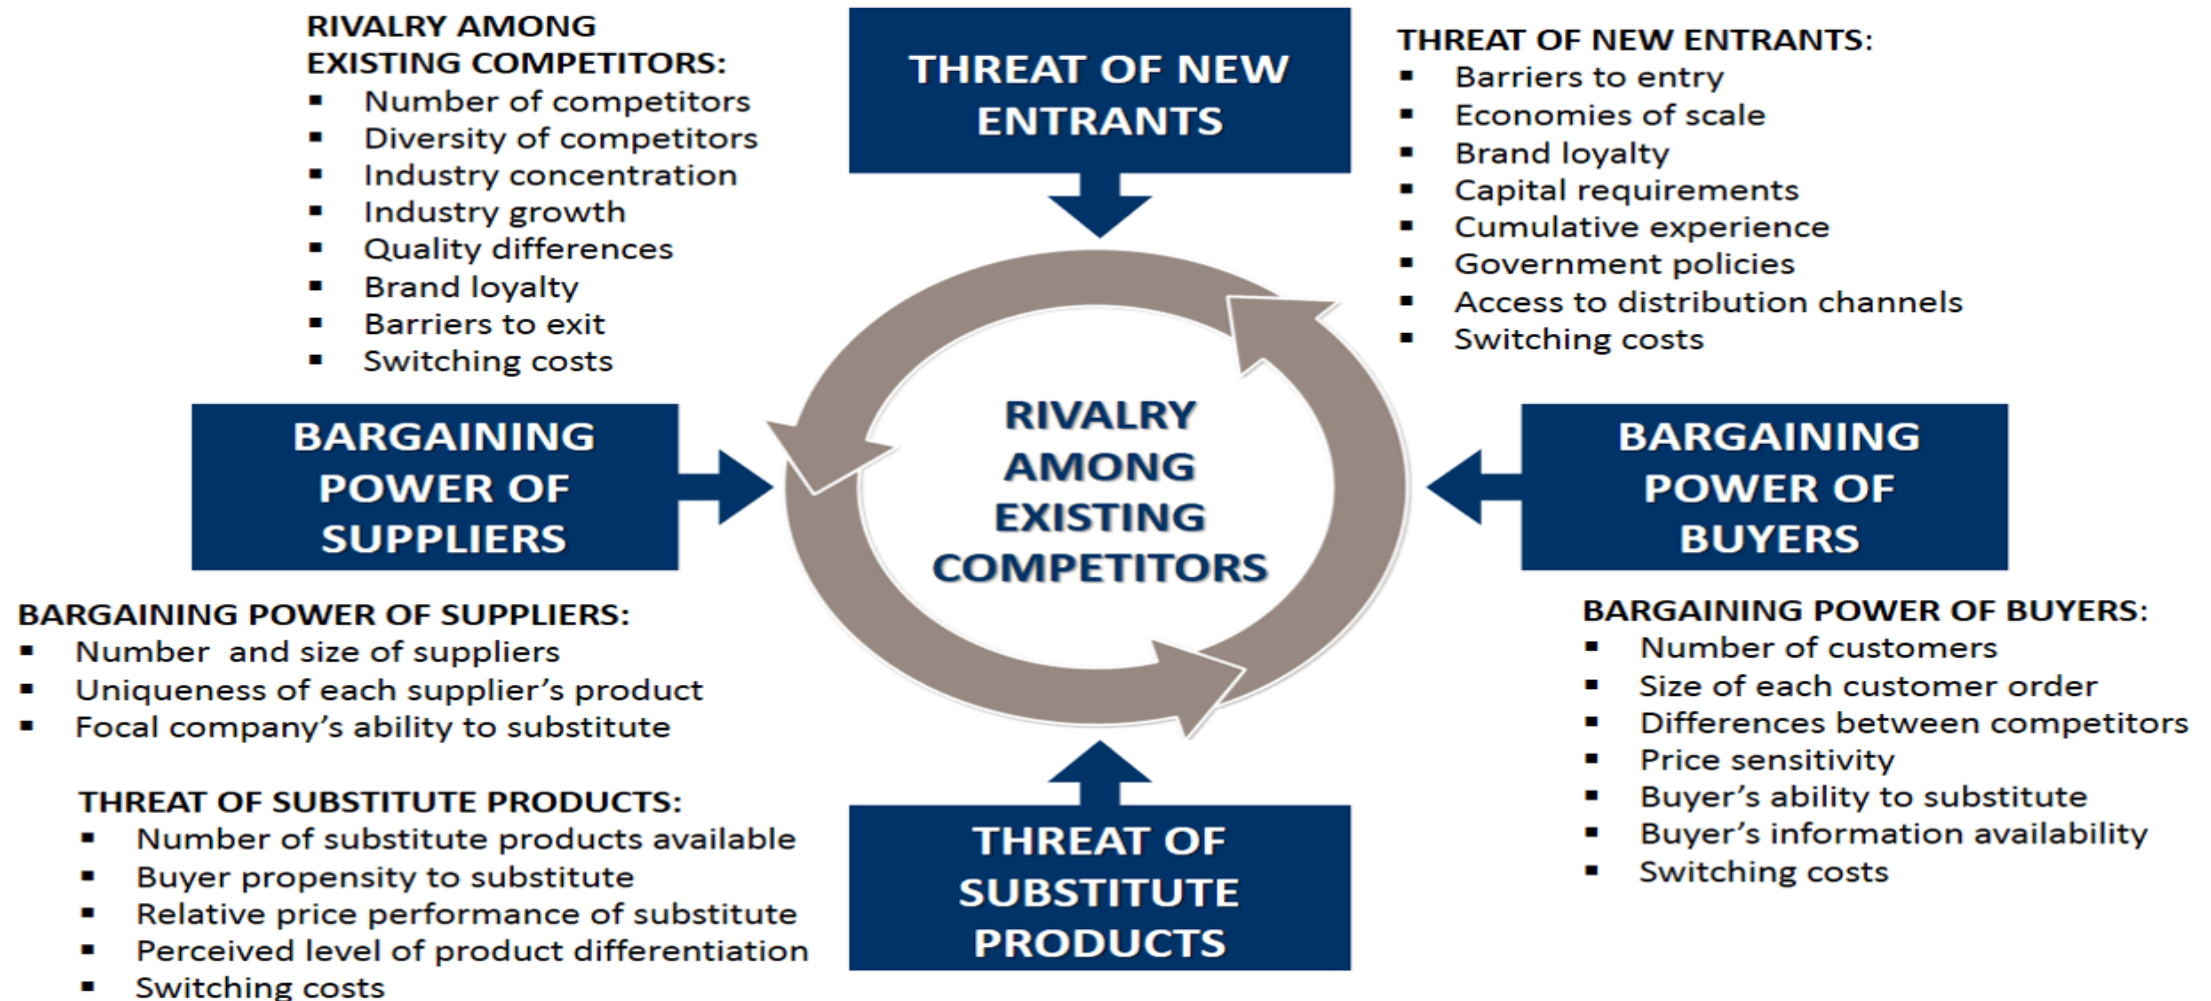 RIVALRY AMONG
EXISTING COMPETITORS:
▪ Number of competitors
▪ Diversity of competitors
▪ Industry concentration
▪ Industry growth
▪ Quality differences
▪ Brand loyalty
▪ Barriers to exit
▪ Switching costs
THREAT OF NEW
ENTRANTS
THREAT OF NEW ENTRANTS:
▪ Barriers to entry
▪ Economies of scale
▪ Brand loyalty
▪ Capital requirements
▪ Cumulative experience
▪ Government policies
▪ Access to distribution channels
▪ Switching costs
BARGAINING
POWER OF
SUPPLIERS
RIVALRY
AMONG
EXISTING
COMPETITORS
BARGAINING
POWER OF
BUYERS
BARGAINING POWER OF SUPPLIERS:
▪ Number and size of suppliers
▪ Uniqueness of each supplier’s product
▪ Focal company’s ability to substitute
THREAT OF SUBSTITUTE PRODUCTS:
▪ Number of substitute products available
▪ Buyer propensity to substitute
▪ Relative price performance of substitute
▪ Perceived level of product differentiation
▪ Switching costs
THREAT OF
SUBSTITUTE
PRODUCTS
BARGAINING POWER OF BUYERS:
▪ Number of customers
▪ Size of each customer order
▪ Differences between competitors
▪ Price sensitivity
▪ Buyer’s ability to substitute
▪ Buyer’s information availability
▪ Switching costs